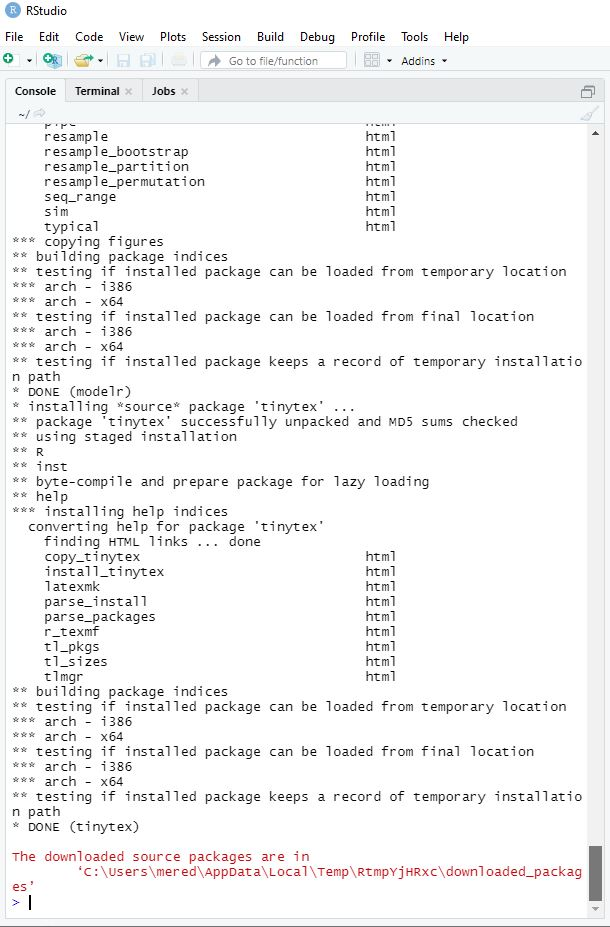 RStudio
File Edit Code View Plots Session Build Debug Profile Tools Help
Go to file/function Addins
Console Terminal Jobs
~/
pipe html
resample html
resample_bootstrap html
resample_partition html
resample_permutation html
seq_range html
sim html
typical html
*** copying figures
** building package indices
** testing if installed package can be loaded from temporary location
*** arch - i386
*** arch - x64
** testing if installed package can be loaded from final location
*** arch - i386
*** arch - x64
** testing if installed package keeps a record of temporary installatio
n path
* DONE (modelr)
* installing *source* package 'tinytex' ...
** package 'tinytex' successfully unpacked and MD5 sums checked
** using staged installation
** R
** inst
** byte-compile and prepare package for lazy loading
** help
*** installing help indices
converting help for package 'tinytex'
finding HTML links ... done
copy_tinytex html
install_tinytex html
latexmk html
parse_install html
parse_packages html
r_texmf html
tl_pkgs html
tl_sizes html
tlmgr html
** building package indices
** testing if installed package can be loaded from temporary location
*** arch - i386
*** arch - x64
** testing if installed package can be loaded from final location
*** arch - i386
*** arch - x64
** testing if installed package keeps a record of temporary installatio
n path
* DONE (tinytex)
The downloaded source packages are in
‘C:\Users\mered\AppData\Local\Temp\RtmpYjHRxc\downloaded_packag
es’
>